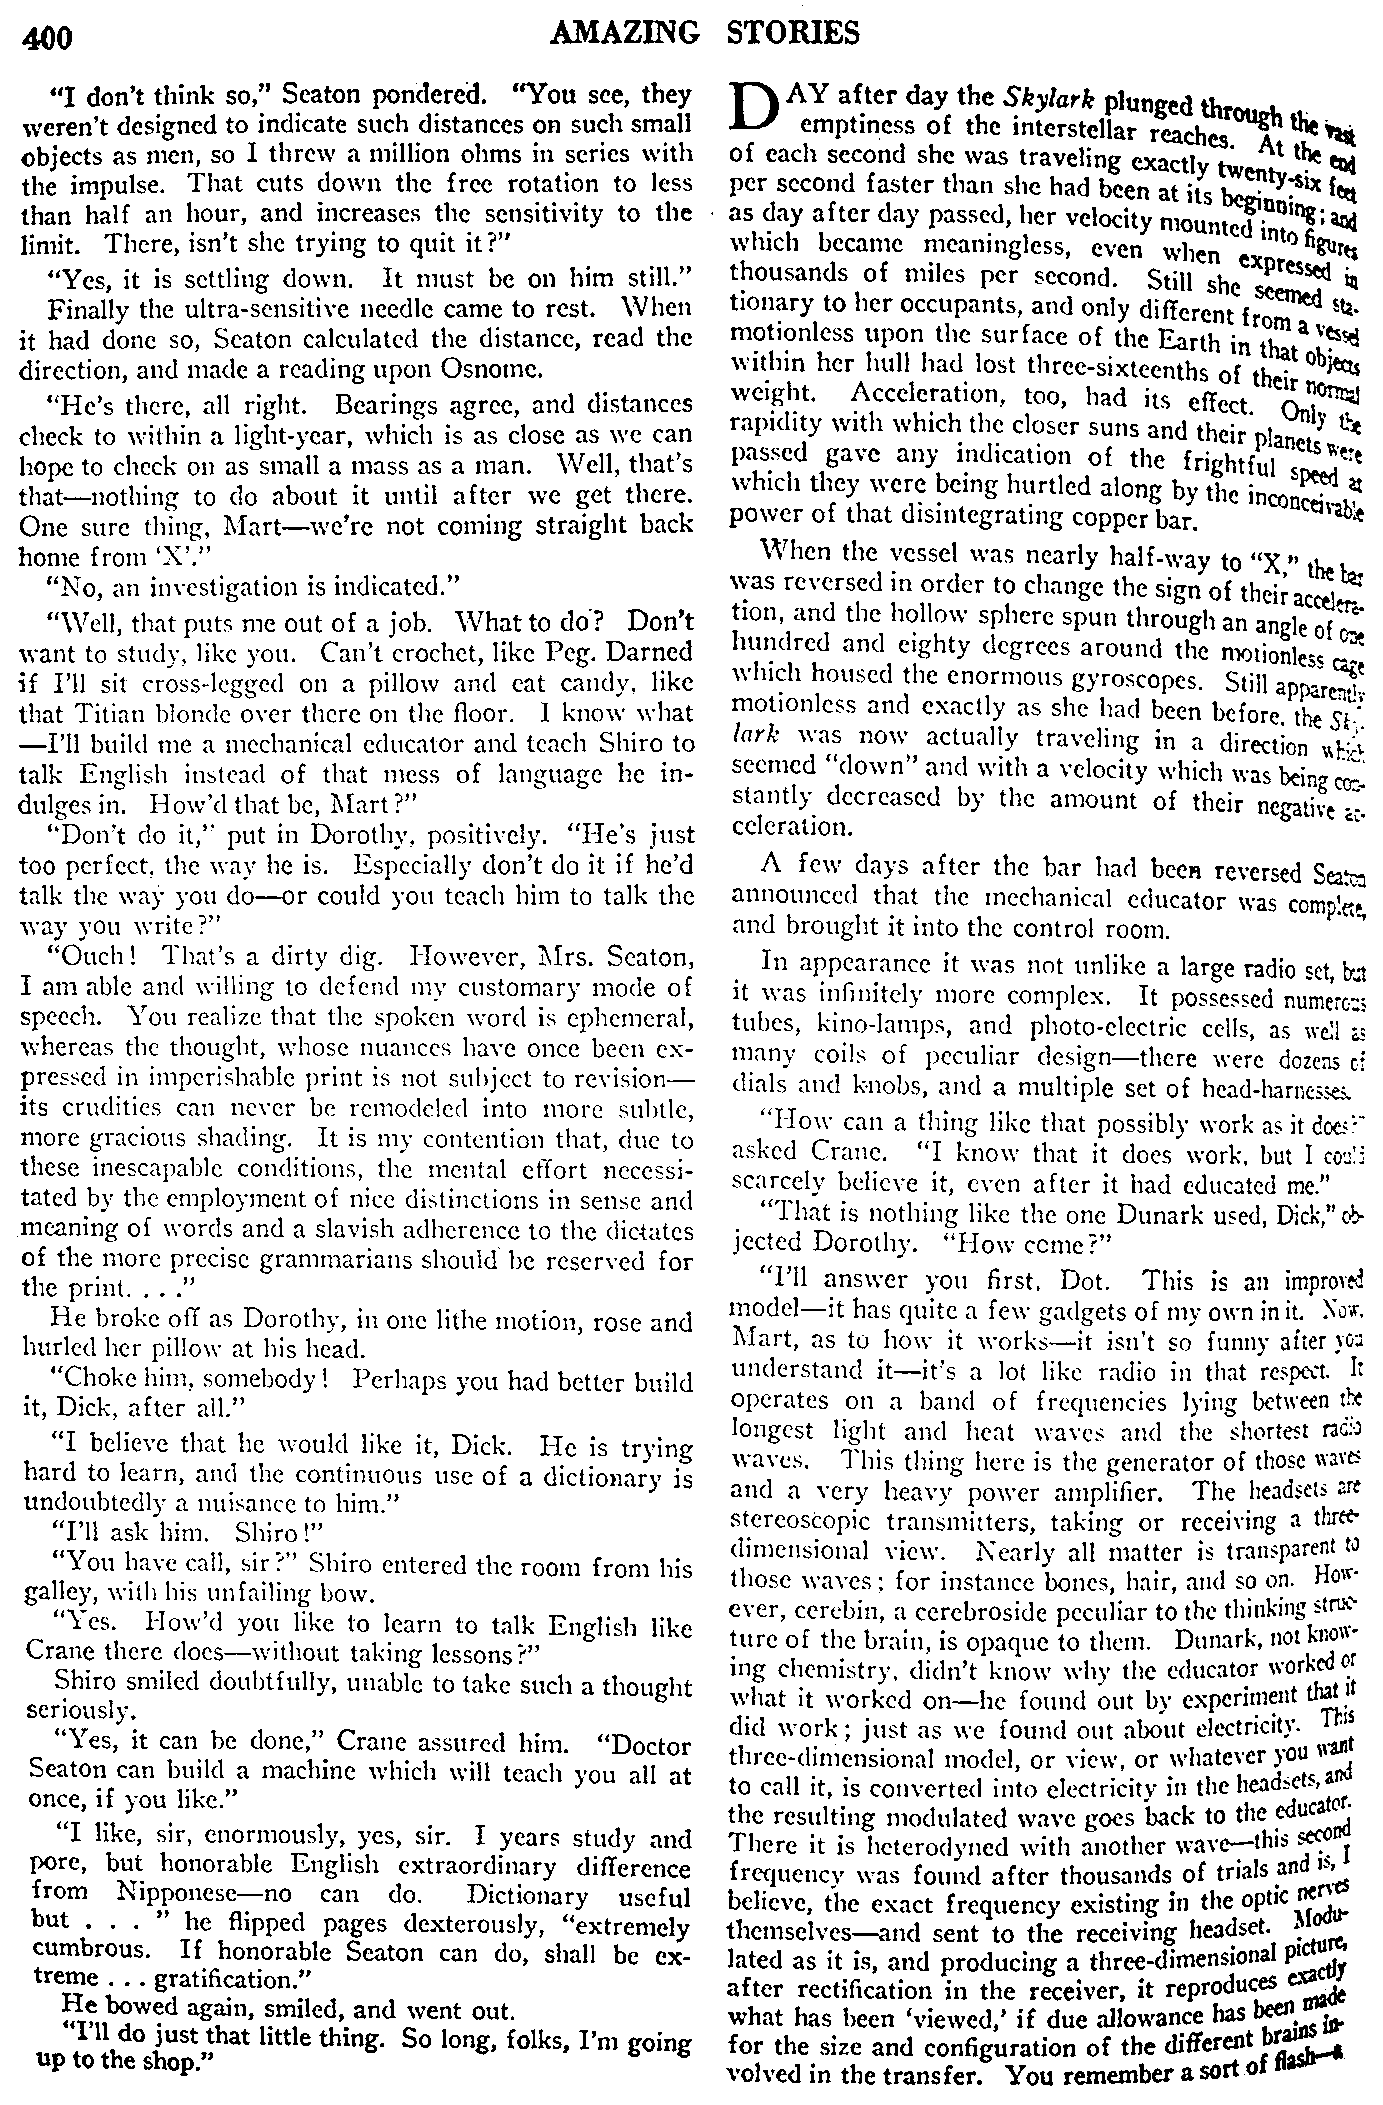 400
AMAZING STORIES
"I don't think so," Seaton pondered. "You see, they
weren't designed to indicate such distances on such small
objects as men, so I threw a million ohms in series with
the impulse. That cuts down the free rotation to less
than half an hour, and increases the sensitivity to the
limit. There, isn't she trying to quit it?"
"Yes, it is settling down. It must be on him still."
Finally the ultra-sensitive needle came to rest. When
it had done so, Seaton calculated the distance, read the
direction, and made a reading upon Osnome.
"He's there, all right. Bearings agree, and distances
check to within a light-year, which is as close as we can
hope to check on as small a mass as a man. Well, that's
that—nothing to do about it until after we get there.
One sure thing, Mart—we're not coming straight back
home from 'X'."
"No, an investigation is indicated."
"Well, that puts me out of a job. What to do? Don't
want to study, like you. Can't crochet, like Peg. Darned
if I'll sit cross-legged on a pillow and eat candy, like
that Titian blonde over there on the floor. I know what
—I'll build me a mechanical educator and teach Shiro to
talk English instead of that mess of language he in-
dulges in. How'd that be, Mart?"
"Don't do it," put in Dorothy, positively. "He's just
too perfect, the way he is. Especially don't do it if he'd
talk the way you do—or could you teach him to talk the
way you write?"
"Ouch! That's a dirty dig. However, Mrs. Seaton,
I am able and willing to defend my customary mode of
speech. You realize that the spoken word is ephemeral,
whereas the thought, whose nuances have once been ex-
pressed in imperishable print is not subject to revision—
its crudities can never be remodeled into more subtle,
more gracious shading. It is my contention that, due to
these inescapable conditions, the mental effort necessi-
tated by the employment of nice distinctions in sense and
meaning of words and a slavish adherence to the dictates
of the more precise grammarians should be reserved for
the print. . . ."
He broke off as Dorothy, in one lithe motion, rose and
hurled her pillow at his head.
"Choke him, somebody! Perhaps you had better build
it, Dick, after all."
"I believe that he would like it, Dick. He is trying
hard to learn, and the continuous use of a dictionary is
undoubtedly a nuisance to him."
"I'll ask him. Shiro!"
"You have call, sir?" Shiro entered the room from his
galley, with his unfailing bow.
"Yes. How'd you like to learn to talk English like
Crane there does—without taking lessons?"
Shiro smiled doubtfully, unable to take such a thought
seriously.
"Yes, it can be done," Crane assured him. "Doctor
Seaton can build a machine which will teach you all at
once, if you like."
"I like, sir, enormously, yes, sir. I years study and
pore, but honorable English extraordinary difference
from Nipponese—no can do. Dictionary useful
but . . . " he flipped pages dexterously, "extremely
cumbrous. If honorable Seaton can do, shall be ex-
treme . . . gratification."
He bowed again, smiled, and went out.
"I'll do just that little thing. So long, folks, I'm going
up to the shop."
DAY after day the Skylark plunged through the vast
emptiness of the interstellar reaches. At the end
of each second she was traveling exactly twenty-six feet
per second faster than she had been at its beginning; and
as day after day passed, her velocity mounted into figures
which became meaningless, even when expressed in
thousands of miles per second. Still she seemed sta-
tionary to her occupants, and only different from a vessel
motionless upon the surface of the Earth in that objects
within her hull had lost three-sixteenths of their normal
weight. Acceleration, too, had its effect. Only the
rapidity with which the closer suns and their planets were
passed gave any indication of the frightful speed at
which they were being hurtled along by the inconceivable
power of that disintegrating copper bar.
When the vessel was nearly half-way to "X," the bar
was reversed in order to change the sign of their accelera-
tion, and the hollow sphere spun through an angle of one
hundred and eighty degrees around the motionless cage
which housed the enormous gyroscopes. Still apparently
motionless and exactly as she had been before, the Sky-
lark was now actually traveling in a direction which
seemed "down" and with a velocity which was being con-
stantly decreased by the amount of their negative ac-
celeration.
A few days after the bar had been reversed Seaton
announced that the mechanical educator was complete,
and brought it into the control room.
In appearance it was not unlike a large radio set, but
it was infinitely more complex. It possessed numerous
tubes, kino-lamps, and photo-electric cells, as well as
many coils of peculiar design—there were dozens of
dials and knobs, and a multiple set of head-harnesses.
"How can a thing like that possibly work as it does?"
asked Crane. "I know that it does work, but I could
scarcely believe it, even after it had educated me."
"That is nothing like the one Dunark used, Dick," ob-
jected Dorothy. "How come?"
"I'll answer you first, Dot. This is an improved
model—it has quite a few gadgets of my own in it. Now,
Mart, as to how it works—it isn't so funny after you
understand it—it's a lot like radio in that respect. It
operates on a band of frequencies lying between the
longest light and heat waves and the shortest radio
waves. This thing here is the generator of those waves
and a very heavy power amplifier. The headsets are
stereoscopic transmitters, taking or receiving a three-
dimensional view. Nearly all matter is transparent to
those waves; for instance bones, hair, and so on. How-
ever, cerebin, a cerebroside peculiar to the thinking struc-
ture of the brain, is opaque to them. Dunark, not know-
ing chemistry, didn't know why the educator worked or
what it worked on—he found out by experiment that it
did work; just as we found out about electricity. This
three-dimensional model, or view, or whatever you want
to call it, is converted into electricity in the headsets, and
the resulting modulated wave goes back to the educator.
There it is heterodyned with another wave—this second
frequency was found after thousands of trials and is, I
believe, the exact frequency existing in the optic nerves
themselves—and sent to the receiving headset. Modu-
lated as it is, and producing a three-dimensional picture,
after rectification in the receiver, it reproduces exactly
what has been 'viewed,' if due allowance has been made
for the size and configuration of the different brains in-
volved in the transfer. You remember a sort of flash—a